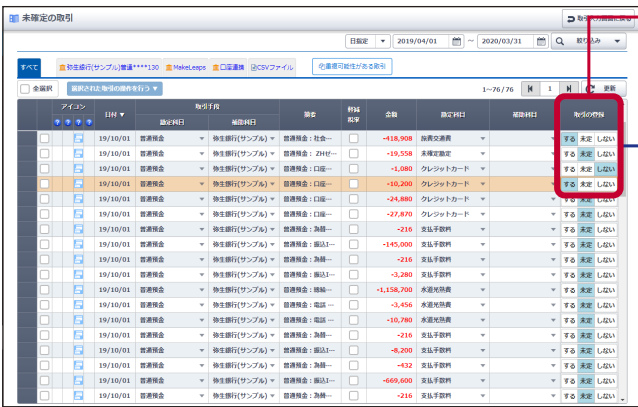 未確定の取引
取引入力画面に戻る
日指定 2019/04/01 ～ 2020/03/31 絞り込み
すべて 弥生銀行(サンプル)普通****130 MakeLeaps 口座連携 CSVファイル 重複可能性がある取引
全選択 選択された取引の操作を行う▼ 1～76/76 1 更新
アイコン 日付▼ 取引手段 摘要 軽減税率 金額 勘定科目 補助科目 取引の登録
勘定科目 補助科目
19/10/01 普通預金 弥生銀行(サンプル) 普通預金：社会… -418,908 旅費交通費 する 未定 しない
19/10/01 普通預金 弥生銀行(サンプル) 普通預金： ZHゼ… -19,558 未確定勘定 する 未定 しない
19/10/01 普通預金 弥生銀行(サンプル) 普通預金：口座… -1,080 クレジットカード する 未定 しない
19/10/01 普通預金 弥生銀行(サンプル) 普通預金：口座… -10,200 クレジットカード する 未定 しない
19/10/01 普通預金 弥生銀行(サンプル) 普通預金：口座… -24,880 クレジットカード する 未定 しない
19/10/01 普通預金 弥生銀行(サンプル) 普通預金：口座… -27,870 クレジットカード する 未定 しない
19/10/01 普通預金 弥生銀行(サンプル) 普通預金：為替… -216 支払手数料 する 未定 しない
19/10/01 普通預金 弥生銀行(サンプル) 普通預金：振込I… -145,000 支払手数料 する 未定 しない
19/10/01 普通預金 弥生銀行(サンプル) 普通預金：為替… -216 支払手数料 する 未定 しない
19/10/01 普通預金 弥生銀行(サンプル) 普通預金：振込I… -3,280 支払手数料 する 未定 しない
19/10/01 普通預金 弥生銀行(サンプル) 普通預金： -1,158,700 水道光熱費 する 未定 しない
19/10/01 普通預金 弥生銀行(サンプル) 普通預金：電話 … -3,456 水道光熱費 する 未定 しない
19/10/01 普通預金 弥生銀行(サンプル) 普通預金：電話 … -10,780 水道光熱費 する 未定 しない
19/10/01 普通預金 弥生銀行(サンプル) 普通預金：為替… -216 支払手数料 する 未定 しない
19/10/01 普通預金 弥生銀行(サンプル) 普通預金：振込I… -8,200 支払手数料 する 未定 しない
19/10/01 普通預金 弥生銀行(サンプル) 普通預金：為替… -432 支払手数料 する 未定 しない
19/10/01 普通預金 弥生銀行(サンプル) 普通預金：振込I… -669,600 支払手数料 する 未定 しない
19/10/01 普通預金 弥生銀行(サンプル) 普通預金：為替… -216 支払手数料 する 未定 しない